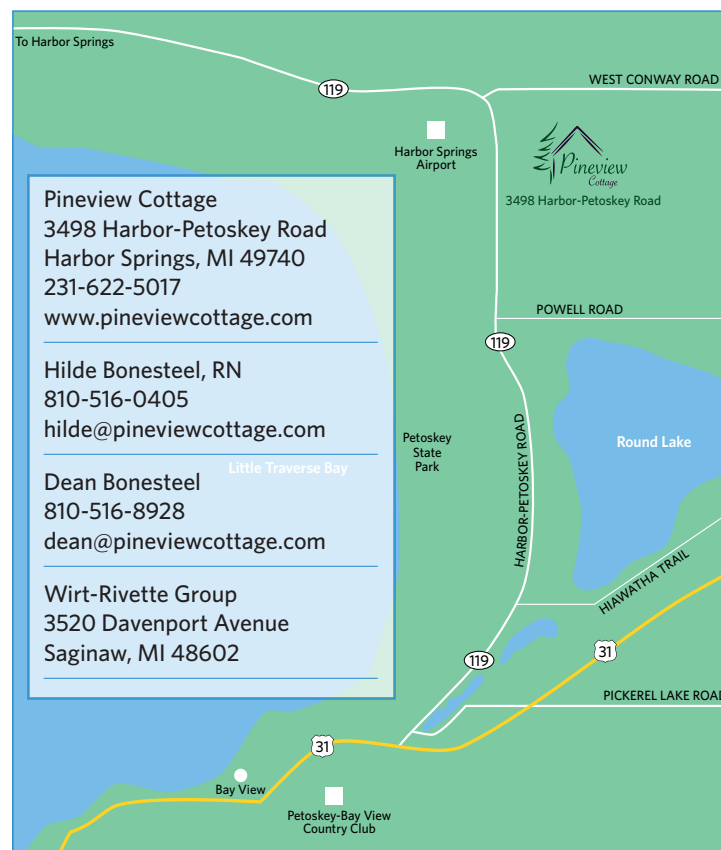 To Harbor Springs
119
WEST CONWAY ROAD
Harbor Springs
Airport
Pineview
Cottage
3498 Harbor-Petoskey Road
Pineview Cottage
3498 Harbor-Petoskey Road
Harbor Springs, MI 49740
231-622-5017
www.pineviewcottage.com
Hilde Bonesteel, RN
810-516-0405
hilde@pineviewcottage.com
Dean Bonesteel
810-516-8928
dean@pineviewcottage.com
Wirt-Rivette Group
3520 Davenport Avenue
Saginaw, MI 48602
Little Traverse Bay
POWELL ROAD
119
Petoskey
State
Park
HARBOR-PETOSKEY ROAD
Round Lake
HIAWATHA TRAIL
31
119
PICKEREL LAKE ROAD
31
Bay View
Petoskey-Bay View
Country Club